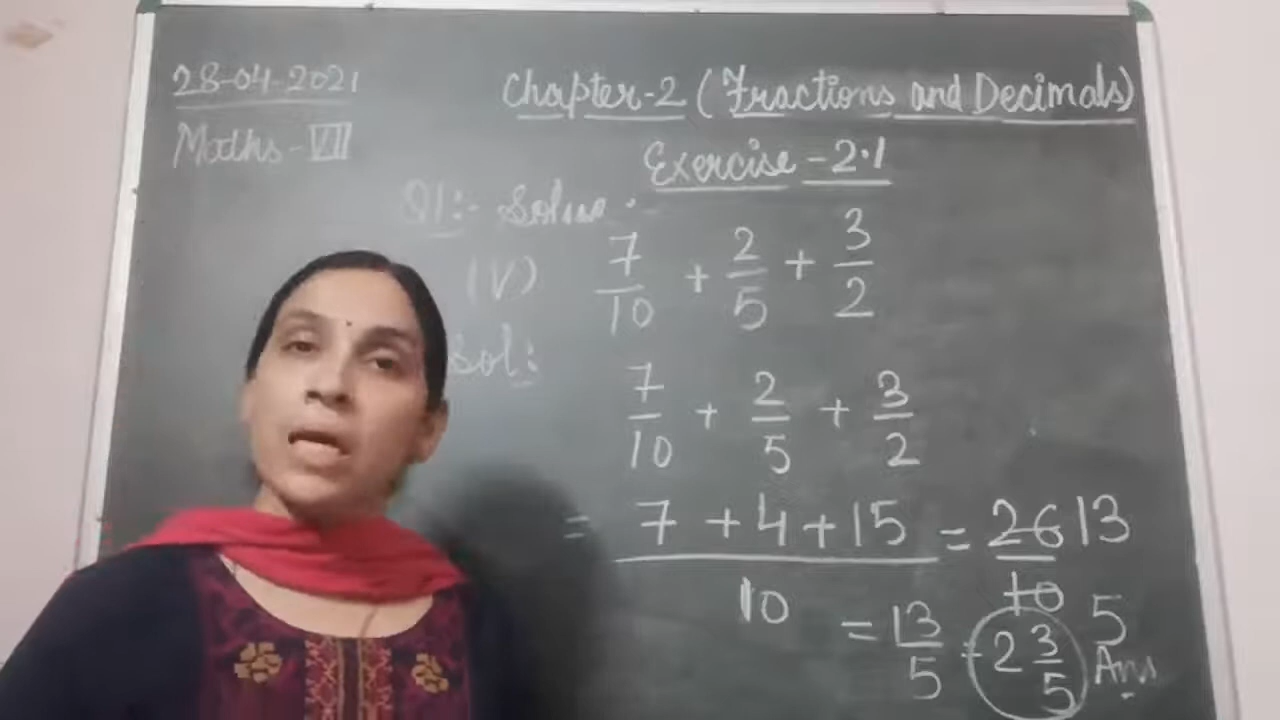 28-04-2021
Chapter-2 (Fractions and Decimals)
Maths-VII
Exercise-2.1
Q1:- Solve.
(V) 7/10 + 2/5 + 3/2
Sol: 7/10 + 2/5 + 3/2
= 7+4+15/10 = 26/10 13/5
= 13/5 = 2 3/5 Ans